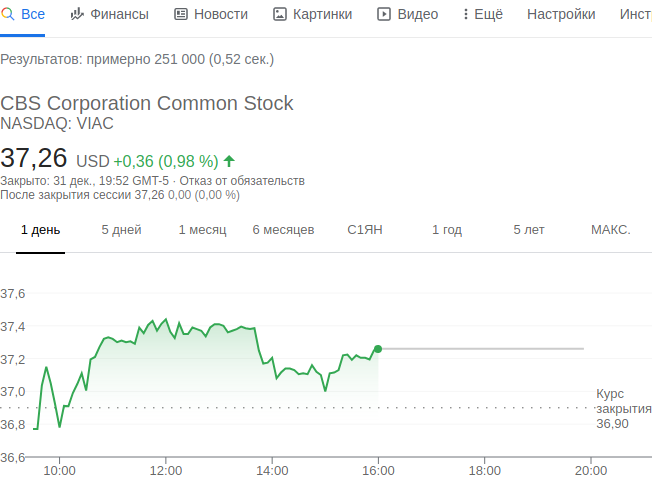 Все Финансы Новости Картинки Видео Ещё Настройки Инст
Результатов: примерно 251 000 (0,52 сек.)
CBS Corporation Common Stock
NASDAQ: VIAC
37,26 USD +0,36 (0,98 %)
Закрыто: 31 дек., 19:52 GMT-5 · Отказ от обязательств
После закрытия сессии 37,26 0,00 (0,00 %)
1 день 5 дней 1 месяц 6 месяцев С1ЯН 1 год 5 лет МАКС.
37,6
37,4
37,2
37,0
36,8
36,6
Курс
закрытия
36,90
10:00 12:00 14:00 16:00 18:00 20:00